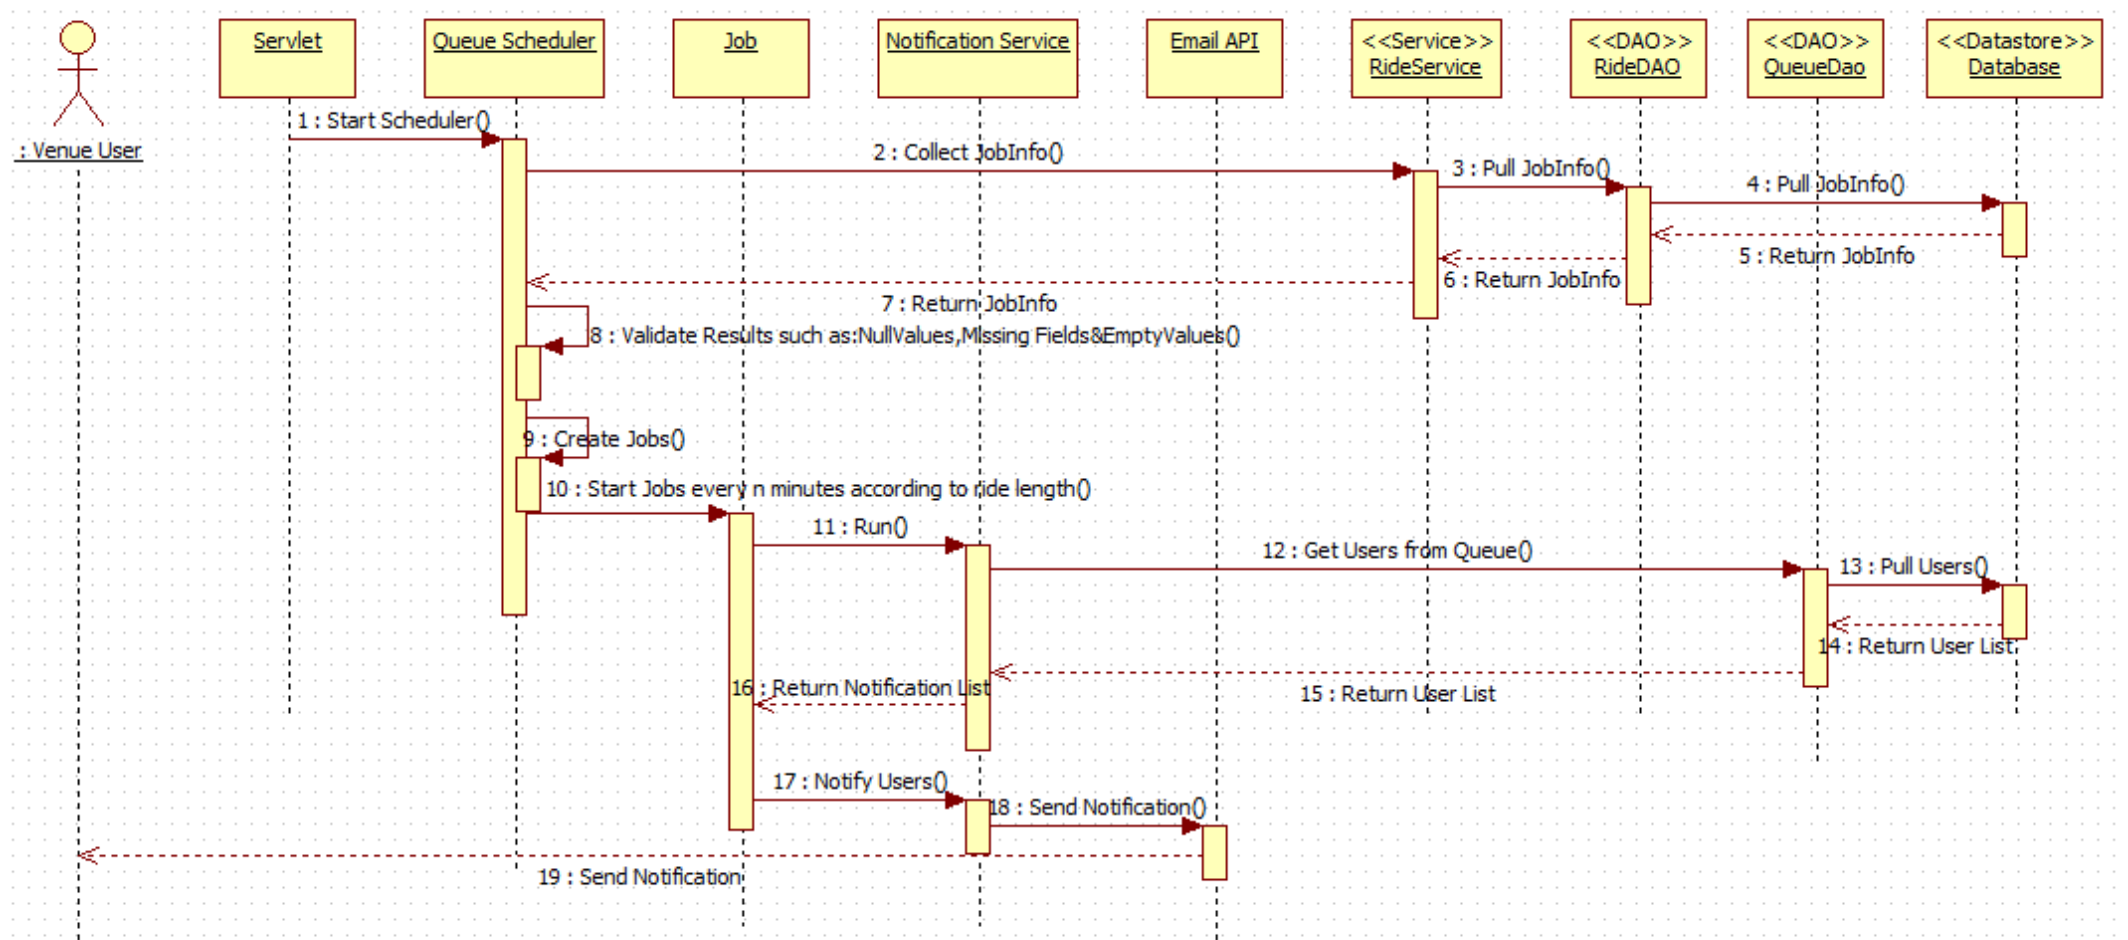 Servlet
Queue Scheduler
Job
Notification Service
Email API
<<Service>>
RideService
<<DAO>>
RideDAO
<<DAO>>
QueueDao
<<Datastore>>
Database
: Venue User
1 : Start Scheduler()
2 : Collect JobInfo()
3 : Pull JobInfo()
4 : Pull JobInfo()
5 : Return JobInfo
6 : Return JobInfo
7 : Return JobInfo
8 : Validate Results such as:NullValues,MIssing Fields&EmptyValues()
9 : Create Jobs()
10 : Start Jobs every n minutes according to ride length()
11 : Run()
12 : Get Users from Queue()
13 : Pull Users()
14 : Return User List
15 : Return User List
16 : Return Notification List
17 : Notify Users()
18 : Send Notification()
19 : Send Notification